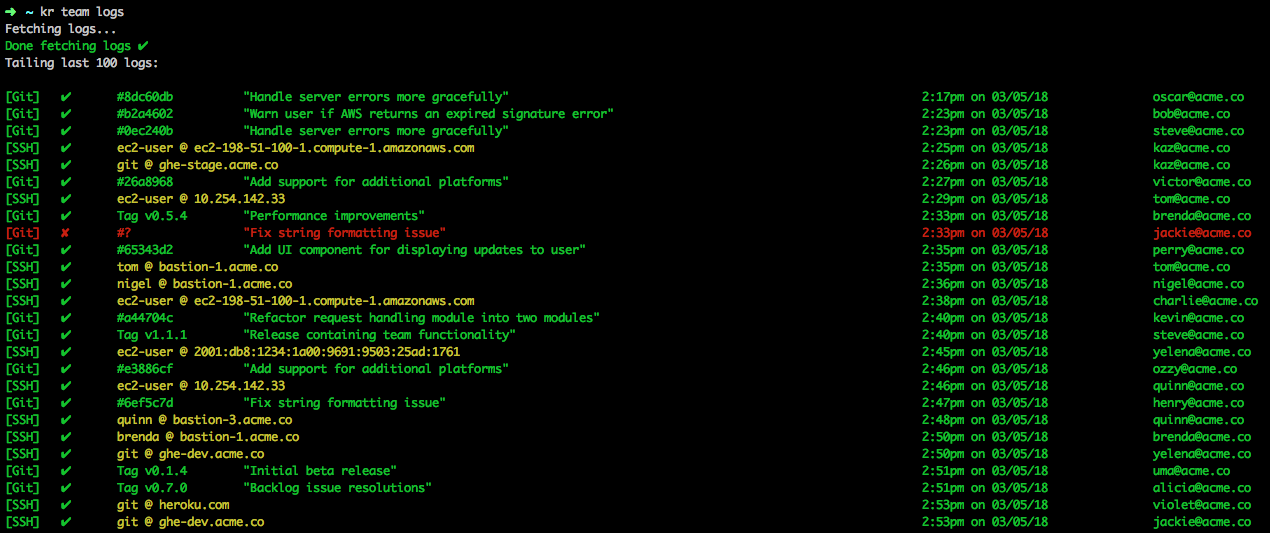 ➜ ~ kr team logs
Fetching logs...
Done fetching logs ✔
Tailing last 100 logs:
[Git] ✔ #8dc60db "Handle server errors more gracefully" 2:17pm on 03/05/18 oscar@acme.co
[Git] ✔ #b2a4602 "Warn user if AWS returns an expired signature error" 2:23pm on 03/05/18 bob@acme.co
[Git] ✔ #0ec240b "Handle server errors more gracefully" 2:23pm on 03/05/18 steve@acme.co
[SSH] ✔ ec2-user @ ec2-198-51-100-1.compute-1.amazonaws.com 2:25pm on 03/05/18 kaz@acme.co
[SSH] ✔ git @ ghe-stage.acme.co 2:26pm on 03/05/18 kaz@acme.co
[Git] ✔ #26a8968 "Add support for additional platforms" 2:27pm on 03/05/18 victor@acme.co
[SSH] ✔ ec2-user @ 10.254.142.33 2:29pm on 03/05/18 tom@acme.co
[Git] ✔ Tag v0.5.4 "Performance improvements" 2:33pm on 03/05/18 brenda@acme.co
[Git] ✘ #? "Fix string formatting issue" 2:33pm on 03/05/18 jackie@acme.co
[Git] ✔ #65343d2 "Add UI component for displaying updates to user" 2:35pm on 03/05/18 perry@acme.co
[SSH] ✔ tom @ bastion-1.acme.co 2:35pm on 03/05/18 tom@acme.co
[SSH] ✔ nigel @ bastion-1.acme.co 2:36pm on 03/05/18 nigel@acme.co
[SSH] ✔ ec2-user @ ec2-198-51-100-1.compute-1.amazonaws.com 2:38pm on 03/05/18 charlie@acme.co
[Git] ✔ #a44704c "Refactor request handling module into two modules" 2:40pm on 03/05/18 kevin@acme.co
[Git] ✔ Tag v1.1.1 "Release containing team functionality" 2:40pm on 03/05/18 steve@acme.co
[SSH] ✔ ec2-user @ 2001:db8:1234:1a00:9691:9503:25ad:1761 2:45pm on 03/05/18 yelena@acme.co
[Git] ✔ #e3886cf "Add support for additional platforms" 2:46pm on 03/05/18 ozzy@acme.co
[SSH] ✔ ec2-user @ 10.254.142.33 2:46pm on 03/05/18 quinn@acme.co
[Git] ✔ #6ef5c7d "Fix string formatting issue" 2:47pm on 03/05/18 henry@acme.co
[SSH] ✔ quinn @ bastion-3.acme.co 2:48pm on 03/05/18 quinn@acme.co
[SSH] ✔ brenda @ bastion-1.acme.co 2:50pm on 03/05/18 brenda@acme.co
[SSH] ✔ git @ ghe-dev.acme.co 2:50pm on 03/05/18 yelena@acme.co
[Git] ✔ Tag v0.1.4 "Initial beta release" 2:51pm on 03/05/18 uma@acme.co
[Git] ✔ Tag v0.7.0 "Backlog issue resolutions" 2:51pm on 03/05/18 alicia@acme.co
[SSH] ✔ git @ heroku.com 2:53pm on 03/05/18 violet@acme.co
[SSH] ✔ git @ ghe-dev.acme.co 2:53pm on 03/05/18 jackie@acme.co